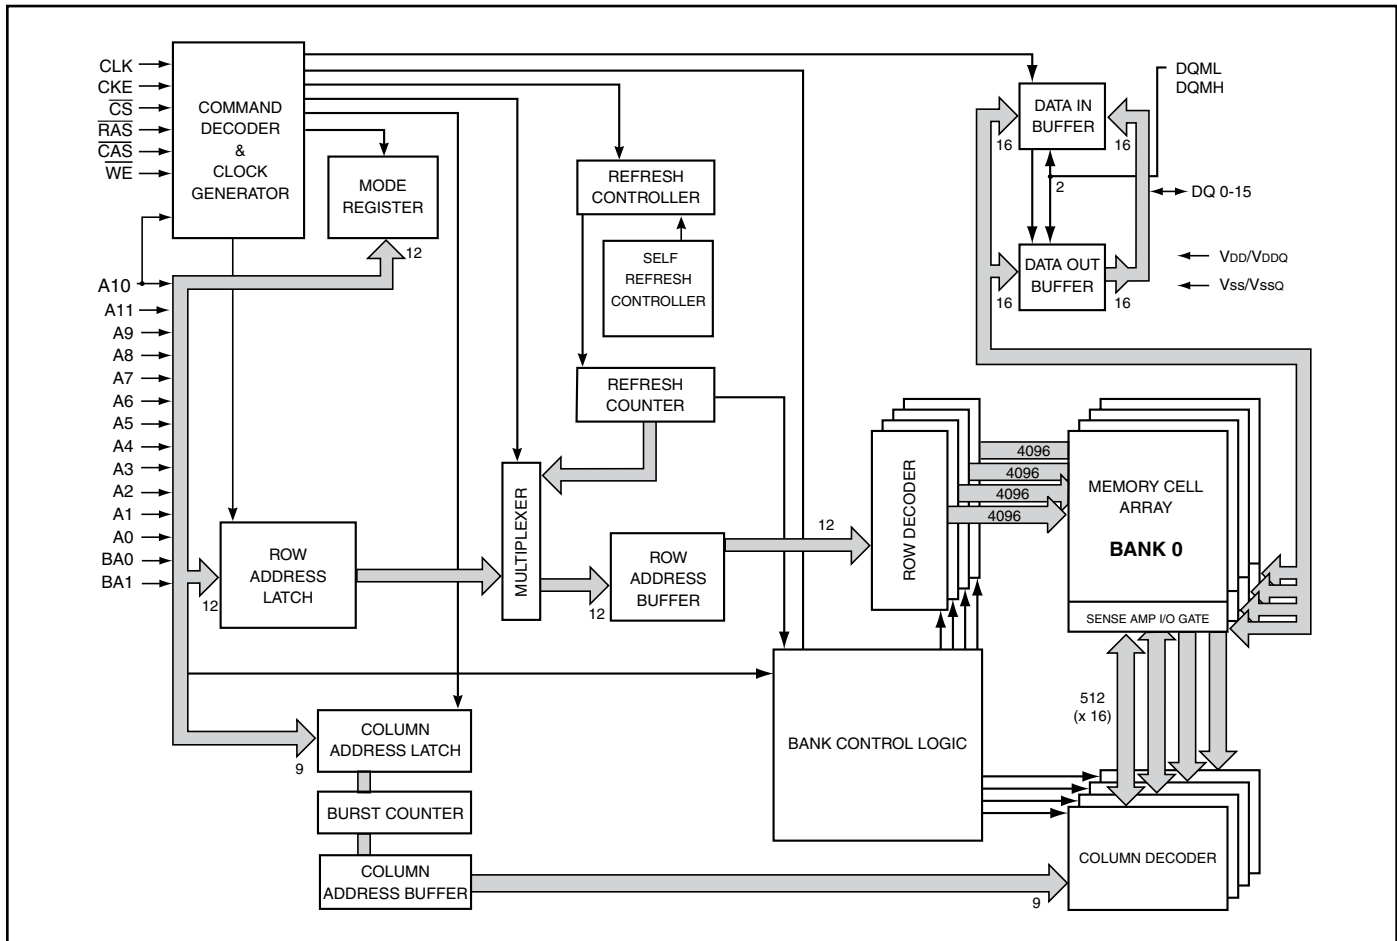 CLK
CKE
CS
RAS
CAS
WE
COMMAND
DECODER
&
CLOCK
GENERATOR
MODE
REGISTER
12
REFRESH
CONTROLLER
SELF
REFRESH
CONTROLLER
REFRESH
COUNTER
DATA IN
BUFFER
16
16
DQML
DQMH
2
DQ 0-15
DATA OUT
BUFFER
16
16
VDD/VDDQ
Vss/VssQ
A10
A11
A9
A8
A7
A6
A5
A4
A3
A2
A1
A0
BA0
BA1
12
ROW
ADDRESS
LATCH
MULTIPLEXER
12
ROW
ADDRESS
BUFFER
12
ROW DECODER
4096
4096
4096
4096
MEMORY CELL
ARRAY
BANK 0
SENSE AMP I/O GATE
512
(x 16)
BANK CONTROL LOGIC
9
COLUMN
ADDRESS LATCH
BURST COUNTER
COLUMN
ADDRESS BUFFER
9
COLUMN DECODER